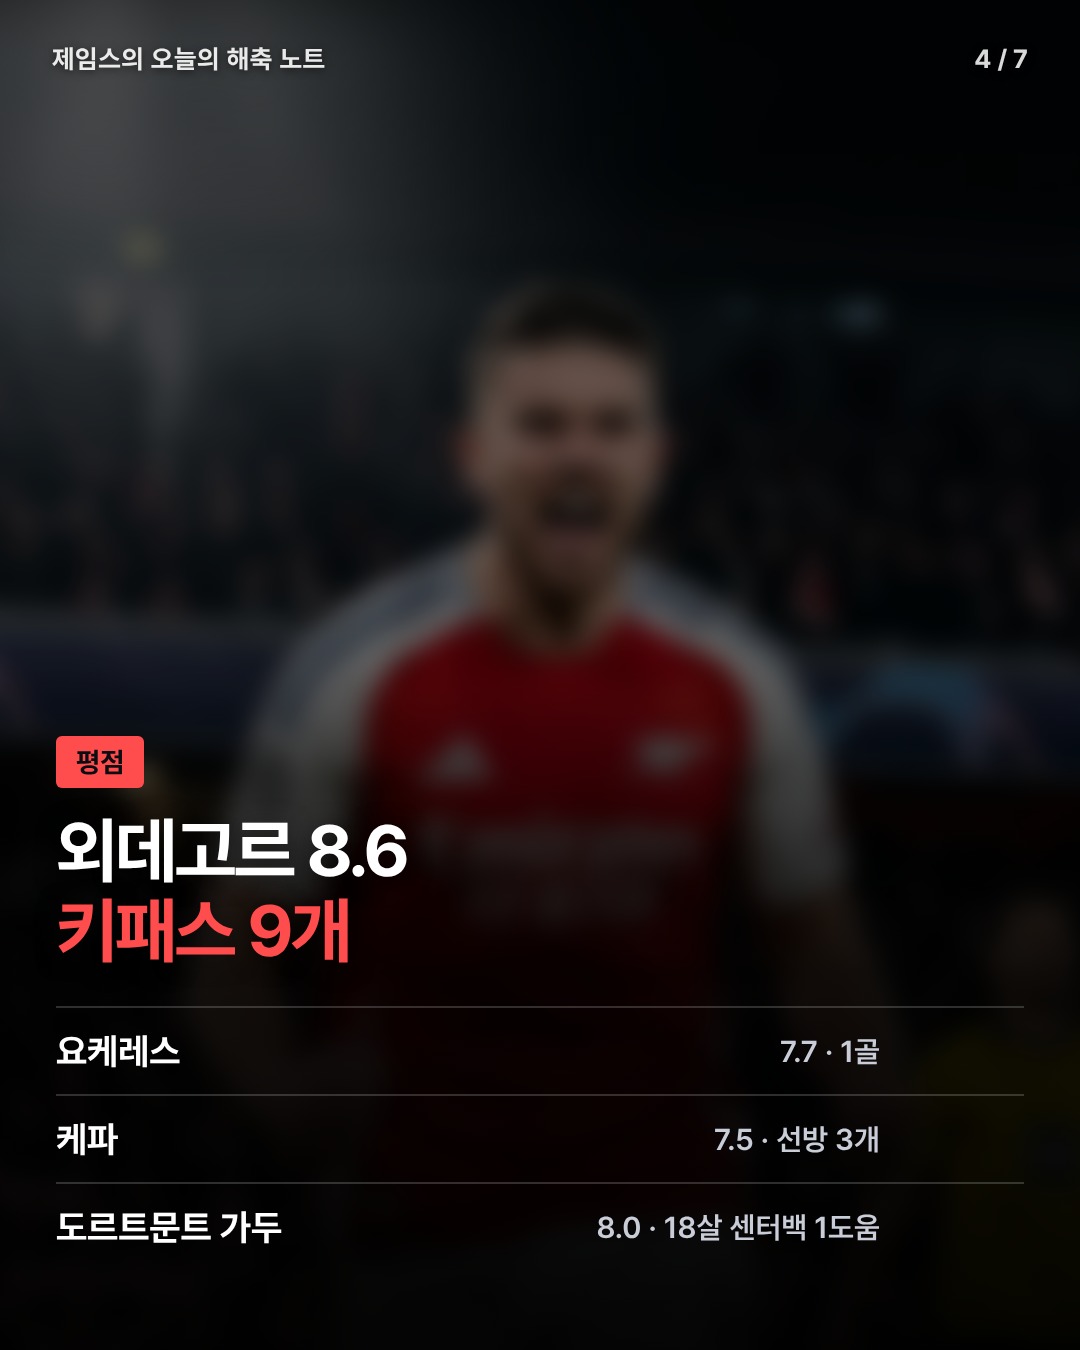 제임스의 오늘의 해축 노트
4 / 7
평점
외데고르 8.6
키패스 9개
요케레스 7.7 · 1골
케파 7.5 · 선방 3개
도르트문트 가두 8.0 · 18살 센터백 1도움